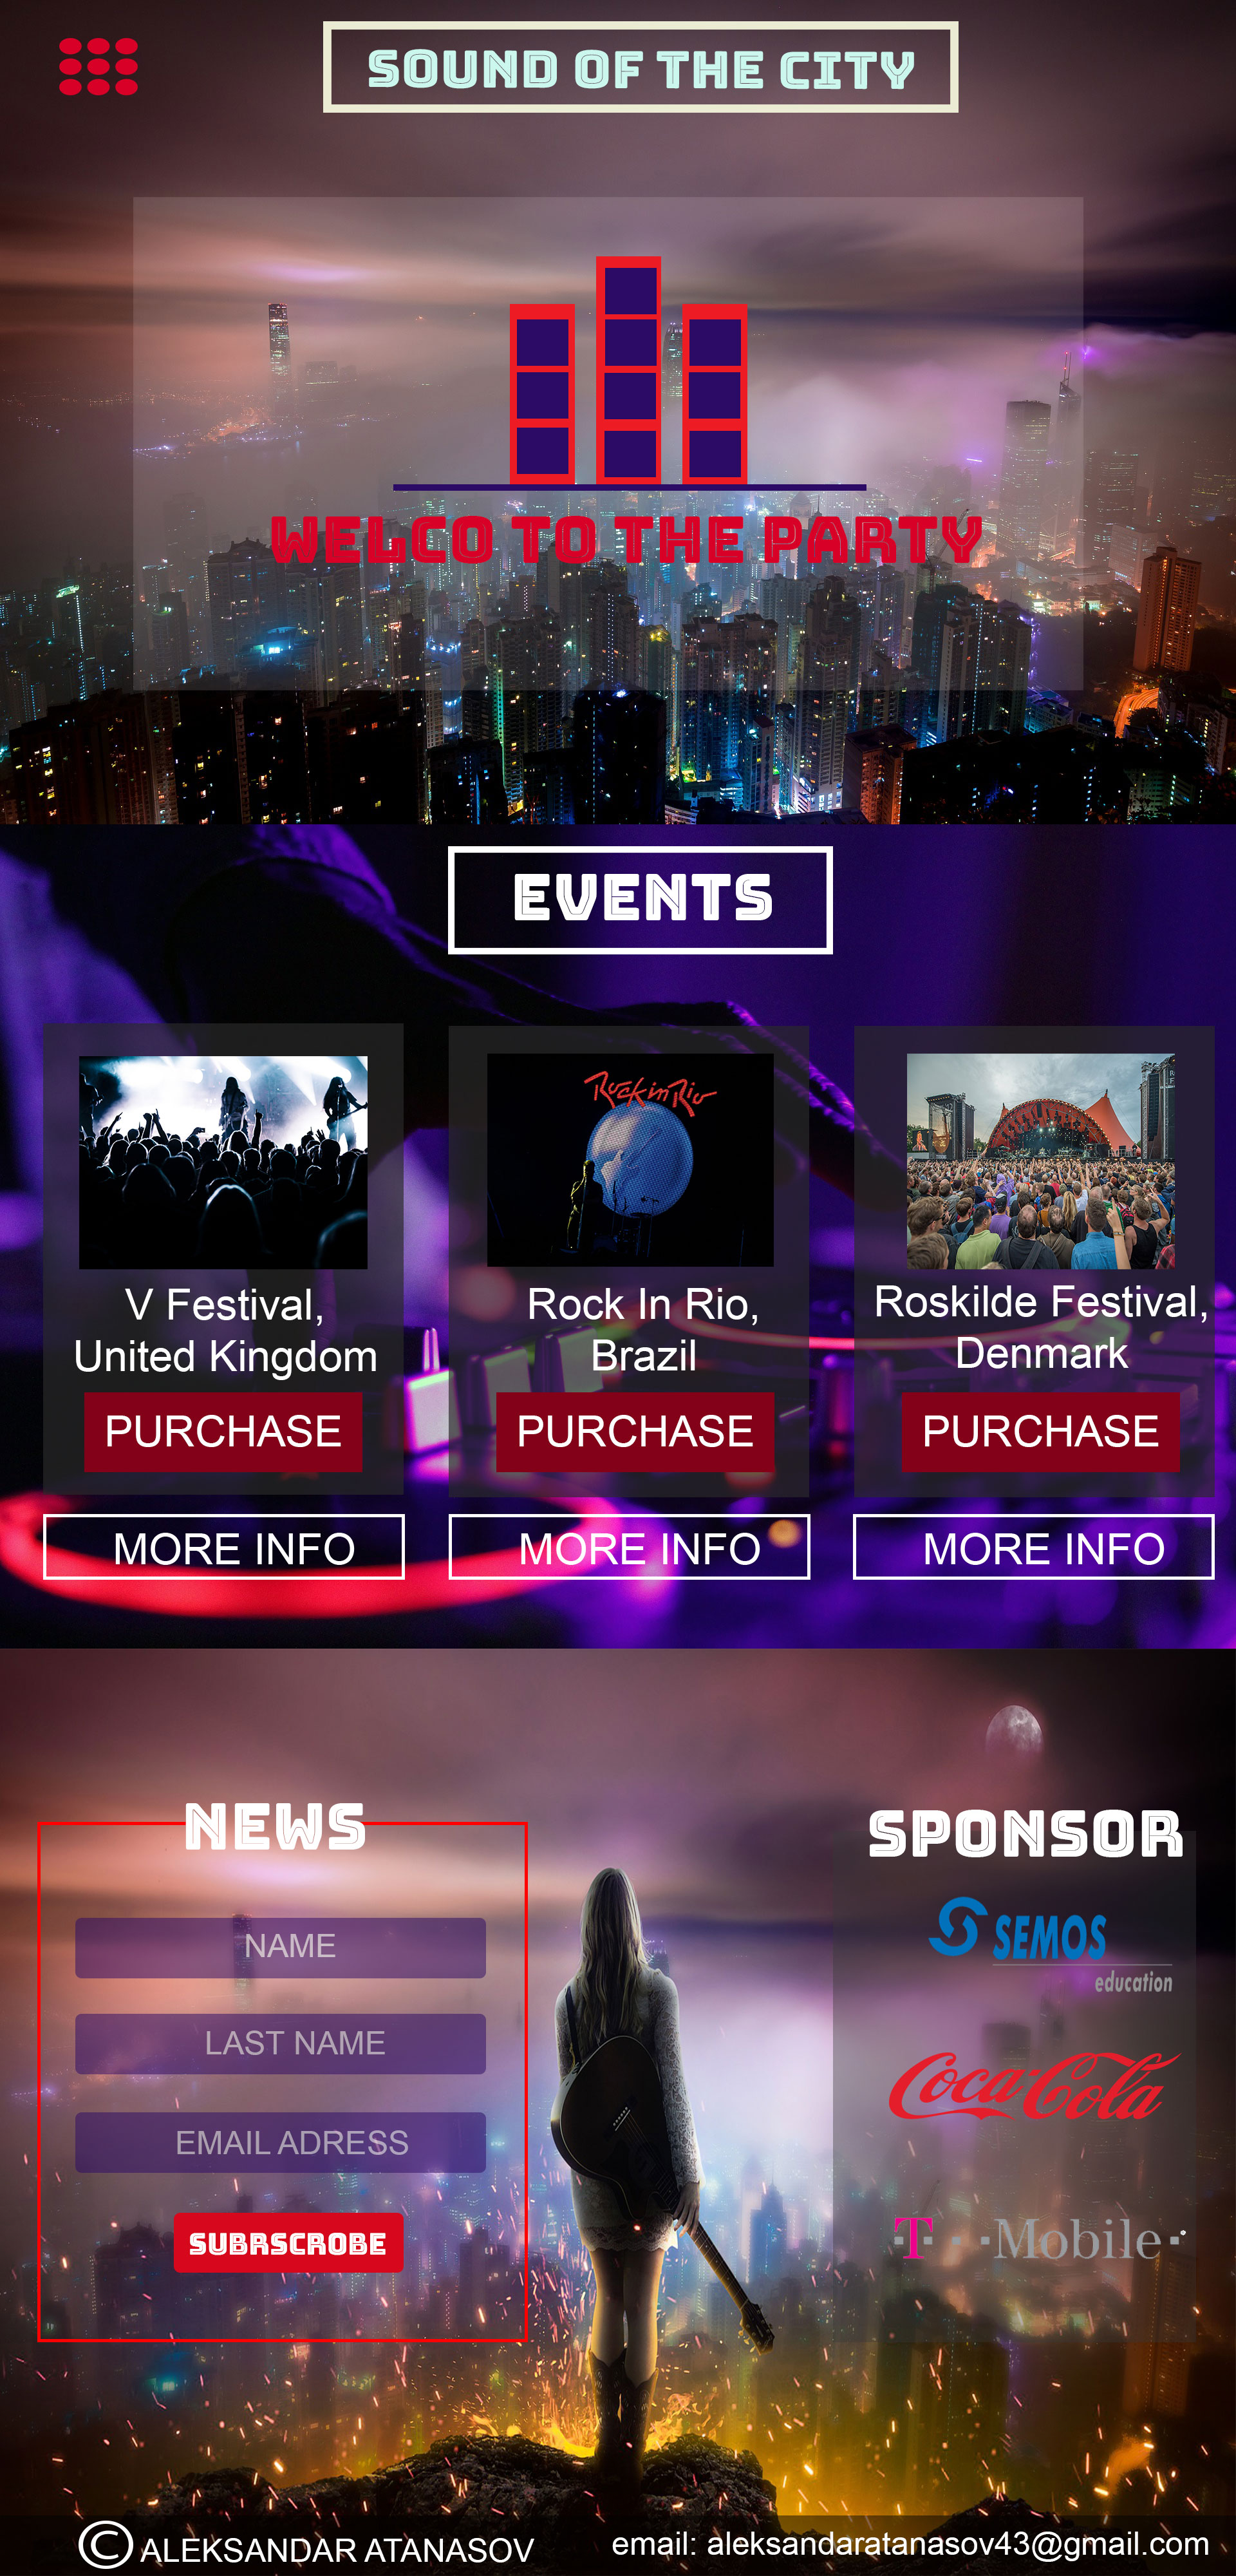 SOUND OF THE CITY
WELCO TO THE PARTY
EVENTS
Rock in Rio
V Festival,
United Kingdom
PURCHASE
MORE INFO
Rock In Rio,
Brazil
PURCHASE
MORE INFO
Roskilde Festival,
Denmark
PURCHASE
MORE INFO
NEWS
NAME
LAST NAME
EMAIL ADRESS
SUBRSCROBE
SPONSOR
SEMOS
education
Coca-Cola
T · · Mobile ·
© ALEKSANDAR ATANASOV
email: aleksandaratanasov43@gmail.com